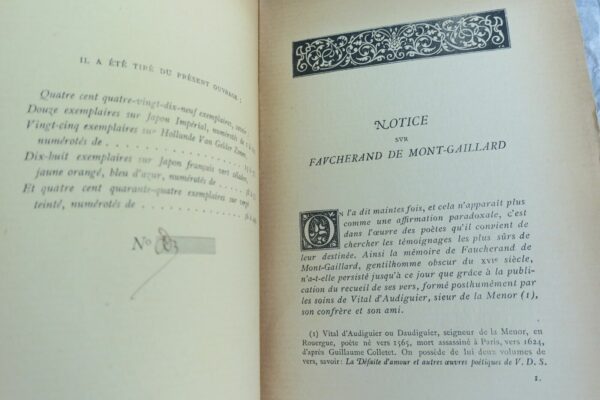 IL A ÉTÉ TIRÉ DU PRÉSENT OUVRAGE :
Quatre cent quatre-vingt-dix-neuf exemplaires, savoir
Douze exemplaires sur Japon Impérial, numérotés de
Vingt-cinq exemplaires sur Hollande Van Gelder Zonen,
numérotés de
Dix-huit exemplaires sur Japon français vert
jaune orangé, bleu d'azur, numérotés de
Et quatre cent quarante-quatre exemplaires sur vergé
teinté, numérotés de
No 83
NOTICE
SVR
FAVCHERAND DE MONT-GAILLARD
On l'a dit maintes fois, et cela n'apparaît plus
comme une affirmation paradoxale, c'est
dans l'œuvre des poètes qu'il convient de
chercher les témoignages les plus sûrs de
leur destinée. Ainsi la mémoire de Faucherand de
Mont-Gaillard, gentilhomme obscur du XVIe siècle,
n'a-t-elle persisté jusqu'à ce jour que grâce à la publi-
cation du recueil de ses vers, formé posthumément par
les soins de Vital d'Audiguier, sieur de la Menor (1),
son confrère et son ami.
(1) Vital d'Audiguier ou Daudiguier, seigneur de la Menor, en
Rouergue, poète né vers 1565, mort assassiné à Paris, vers 1624,
d'après Guillaume Colletet. On possède de lui deux volumes de
vers, savoir: La Défaite d'amour et autres œuvres poétiques de V. D. S.
1.